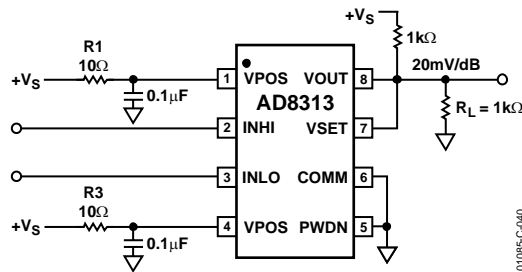 +VS
1kΩ
R1
10Ω
+VS
0.1µF
1 VPOS VOUT 8
20mV/dB
AD8313
RL = 1kΩ
2 INHI VSET 7
3 INLO COMM 6
R3
10Ω
+VS
4 VPOS PWDN 5
0.1µF
01085-C-040